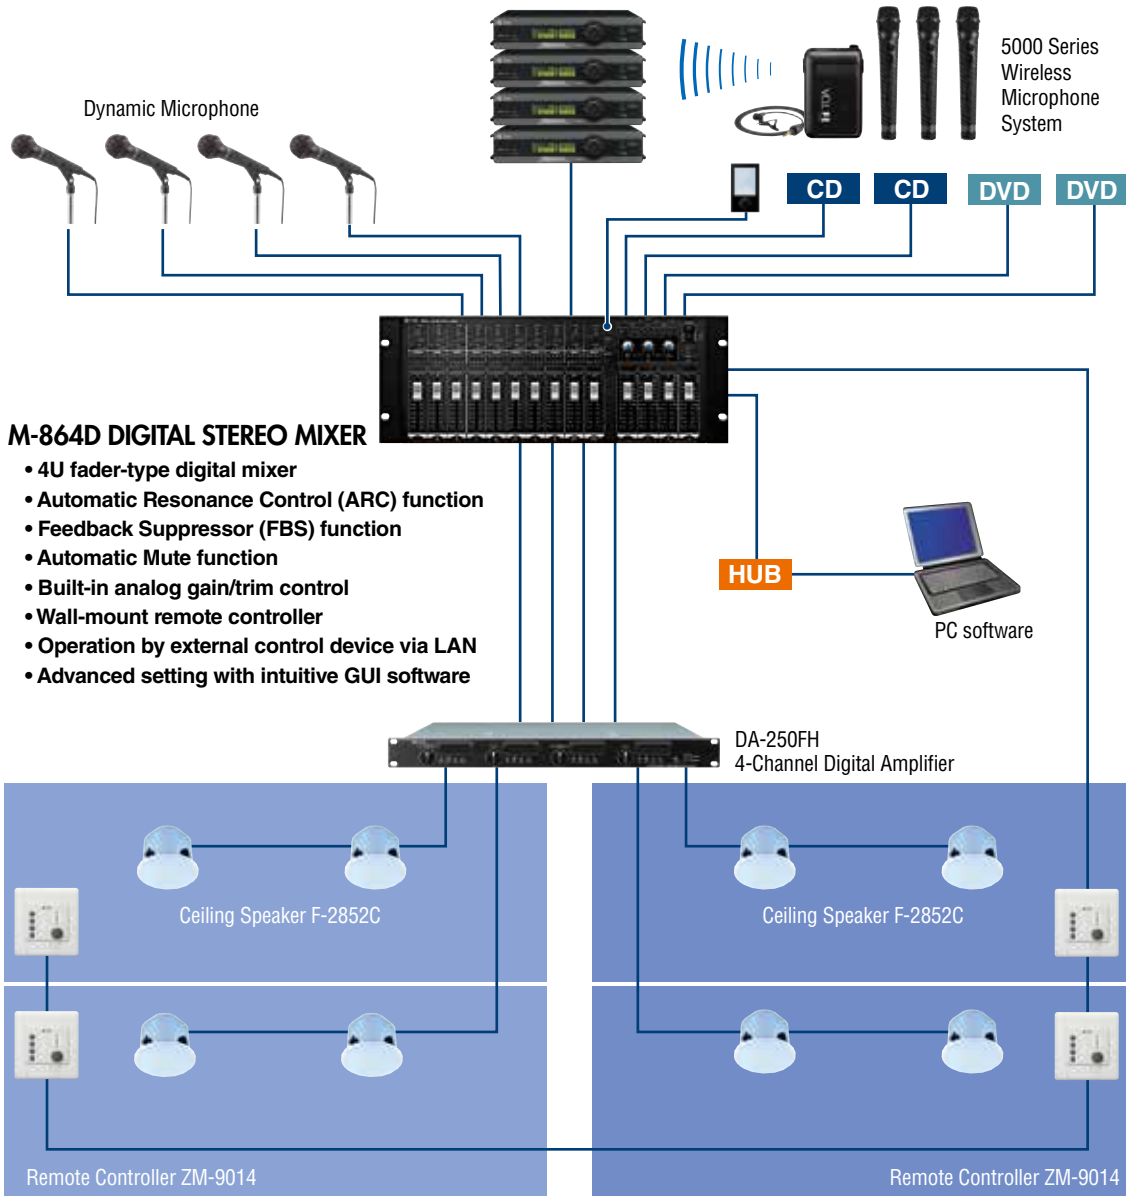 5000 Series
Wireless
Microphone
System
Dynamic Microphone
CD
CD
DVD
DVD
M-864D DIGITAL STEREO MIXER
• 4U fader-type digital mixer
• Automatic Resonance Control (ARC) function
• Feedback Suppressor (FBS) function
• Automatic Mute function
• Built-in analog gain/trim control
• Wall-mount remote controller
• Operation by external control device via LAN
• Advanced setting with intuitive GUI software
HUB
PC software
DA-250FH
4-Channel Digital Amplifier
Ceiling Speaker F-2852C
Ceiling Speaker F-2852C
Remote Controller ZM-9014
Remote Controller ZM-9014